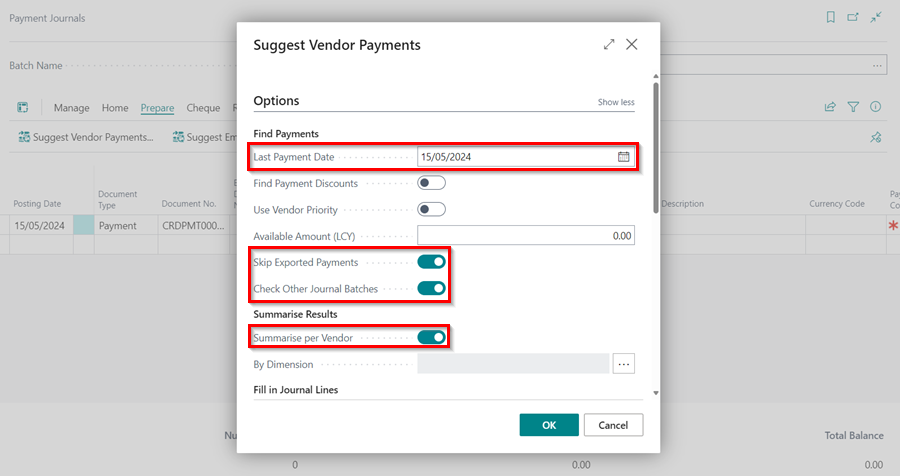 Payment Journals
Batch Name
Manage Home Prepare Cheque
Suggest Vendor Payments... Suggest Em
Posting Date Document Type Document No. Description Currency Code
15/05/2024 Payment CRDPMT000...
Suggest Vendor Payments
Options Show less
Find Payments
Last Payment Date 15/05/2024
Find Payment Discounts
Use Vendor Priority
Available Amount (LCY) 0.00
Skip Exported Payments
Check Other Journal Batches
Summarise Results
Summarise per Vendor
By Dimension ...
Fill in Journal Lines
OK Cancel
Nu Total Balance
0 0.00 0.00